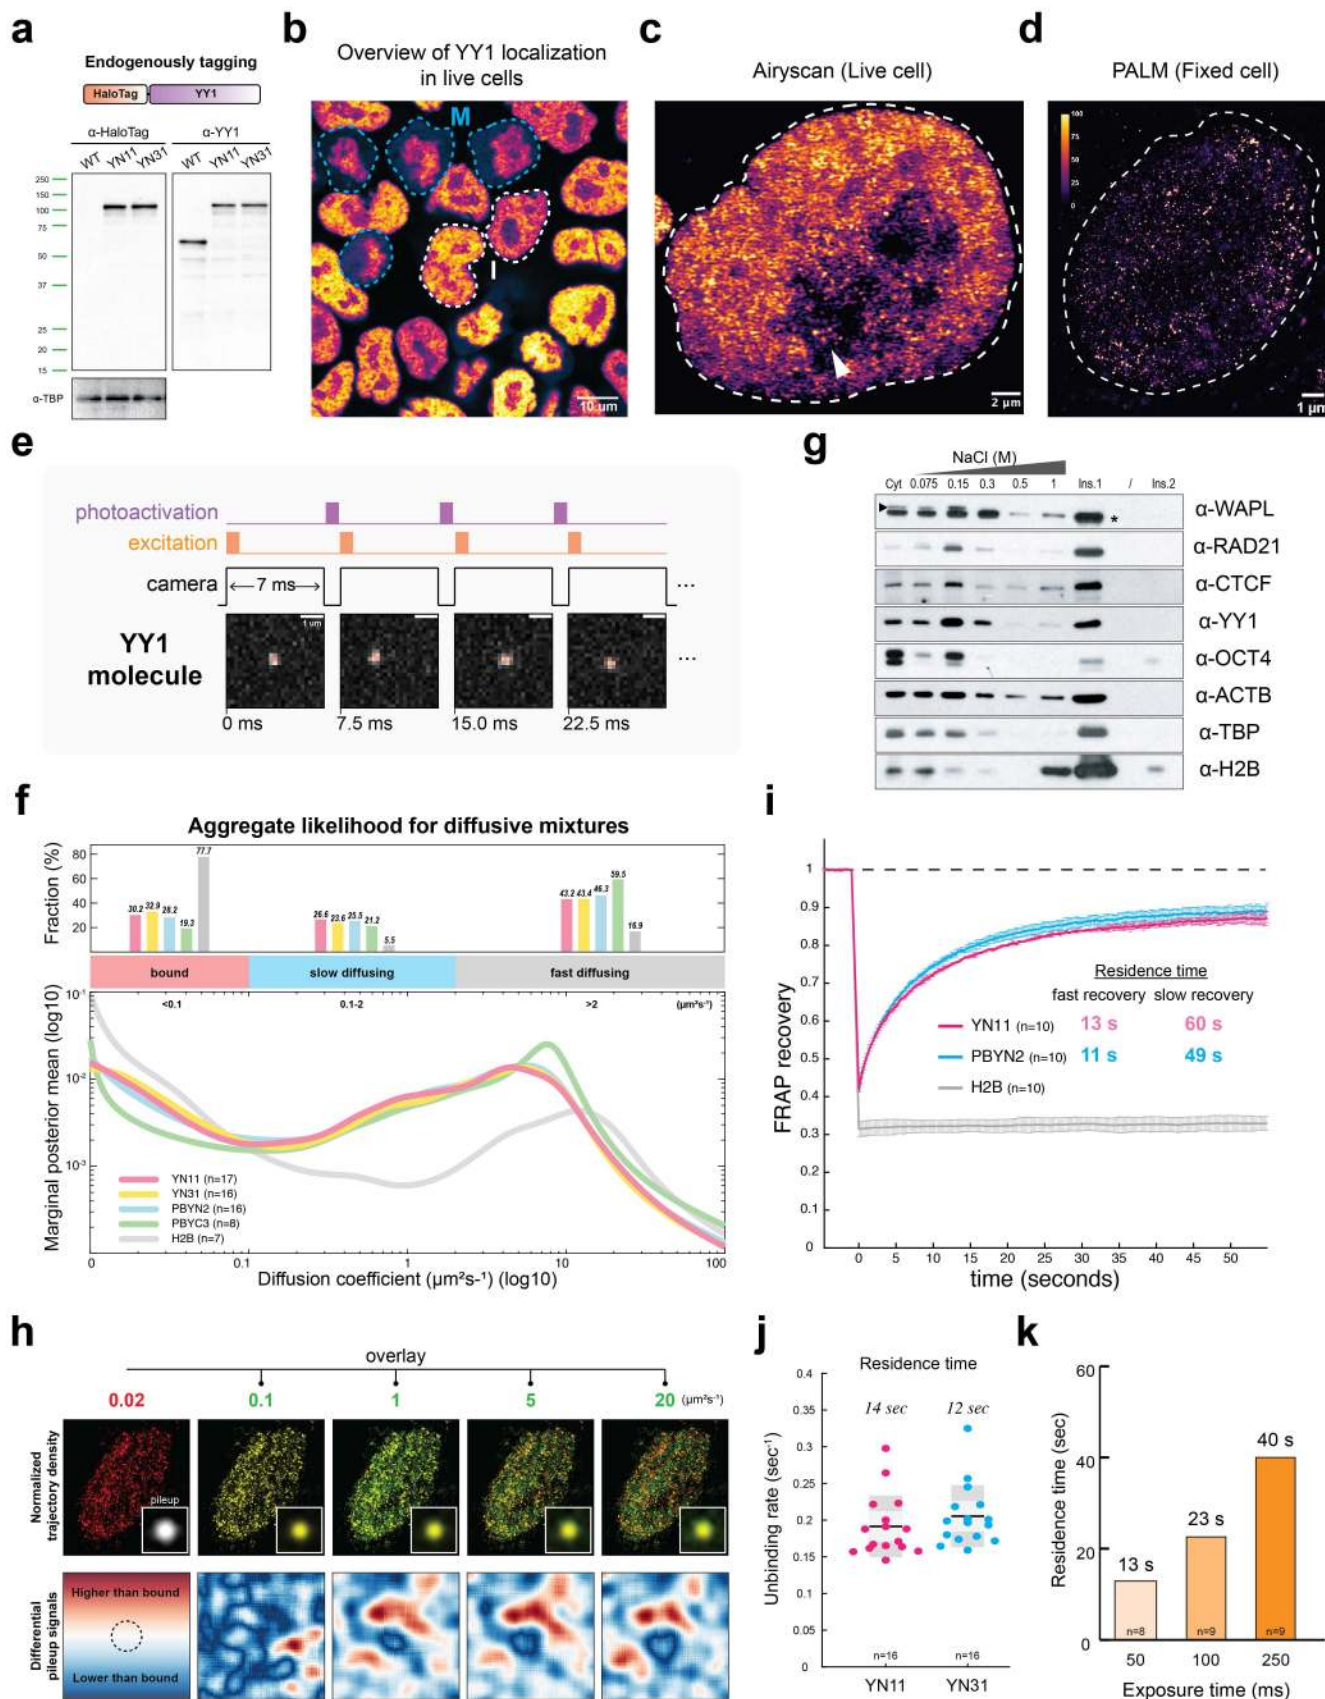 a
Endogenously tagging
HaloTag
YY1
α-HaloTag
α-YY1
WT YN11 YN31
WT YN11 YN31
250
150
100
75
50
37
25
20
15
α-TBP
b
Overview of YY1 localization
in live cells
M
I
10 um
c
Airyscan (Live cell)
2 µm
d
PALM (Fixed cell)
100
75
50
25
0
1 µm
e
photoactivation
excitation
camera
7 ms
...
YY1
molecule
1 um
...
0 ms
7.5 ms
15.0 ms
22.5 ms
g
NaCl (M)
Cyt 0.075 0.15 0.3 0.5 1 Ins.1 / Ins.2
α-WAPL
*
α-RAD21
α-CTCF
α-YY1
α-OCT4
α-ACTB
α-TBP
α-H2B
f
Aggregate likelihood for diffusive mixtures
Fraction (%)
80
60
40
20
30.2 32.9 28.2 19.3 77.7
26.6 23.6 25.5 21.2 5.5
43.2 43.4 46.3 59.5 16.9
bound
slow diffusing
fast diffusing
<0.1
0.1-2
>2
(µm²s⁻¹)
Marginal posterior mean (log10)
10⁻¹
10⁻²
10⁻³
YN11 (n=17)
YN31 (n=16)
PBYN2 (n=16)
PBYC3 (n=8)
H2B (n=7)
0 0.1 1 10 100
Diffusion coefficient (µm²s-¹) (log10)
i
FRAP recovery
1
0.9
0.8
0.7
0.6
0.5
0.4
0.3
0.2
0.1
0
Residence time
fast recovery slow recovery
YN11 (n=10) 13 s 60 s
PBYN2 (n=10) 11 s 49 s
H2B (n=10)
0 5 10 15 20 25 30 35 40 45 50
time (seconds)
h
overlay
0.02 0.1 1 5 20 (µm²s⁻¹)
Normalized
trajectory density
pileup
Differential
pileup signals
Higher than bound
Lower than bound
j
Residence time
Unbinding rate (sec⁻¹)
0.4
0.35
0.3
0.25
0.2
0.15
0.1
0.05
0
14 sec
12 sec
n=16
n=16
YN11
YN31
k
Residence time (sec)
60
40
20
0
13 s
23 s
40 s
n=8
n=9
n=9
50 100 250
Exposure time (ms)